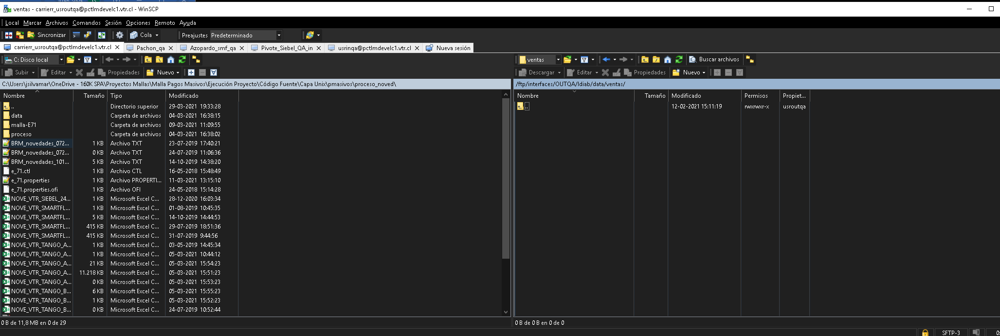 ventas - carrierr_usroutqa@pctlmdevelc1.vtr.cl - WinSCP
Local Marcar Archivos Comandos Sesión Opciones Remoto Ayuda
Sincronizar Cola Preajustes Predeterminado
carrierr_usroutqa@pctlmdevelc1.vtr.cl Pachon_qa Azopardo_smf_qa Pivote_Siebel_QA_in usrinqa@pctlmdevelc1.vtr.cl Nueva sesión
C: Disco local
Subir Editar Propiedades Nuevo
C:\Users\jsilvamar\OneDrive - 160K SPA\Proyectos Mallas\Malla Pagos Masivos\Ejecución Proyecto\Código Fuente\Capa Unix\pmasivos\proceso_noved\
Nombre Tamaño Tipo Modificado
.. Directorio superior 29-03-2021 19:33:28
data Carpeta de archivos 04-03-2021 16:38:15
malla-E71 Carpeta de archivos 09-03-2021 11:09:55
proceso Carpeta de archivos 04-03-2021 16:38:02
BRM_novedades_072... 1 KB Archivo TXT 23-07-2019 17:40:21
BRM_novedades_072... 0 KB Archivo TXT 24-07-2019 11:06:36
BRM_novedades_101... 5 KB Archivo TXT 14-10-2019 14:38:20
e_71.ctl 1 KB Archivo CTL 16-05-2018 15:48:49
e_71.properties 1 KB Archivo PROPERTI... 11-03-2021 13:15:10
e_71.properties.ofi 1 KB Archivo OFI 24-05-2018 15:14:28
NOVE_VTR_SIEBEL_24... 1 KB Microsoft Excel C... 28-12-2020 16:03:34
NOVE_VTR_SMARTFL... 1 KB Microsoft Excel C... 01-08-2019 10:45:35
NOVE_VTR_SMARTFL... 5 KB Microsoft Excel C... 14-10-2019 14:44:53
NOVE_VTR_SMARTFL... 415 KB Microsoft Excel C... 29-07-2019 18:51:36
NOVE_VTR_SMARTFL... 415 KB Microsoft Excel C... 31-07-2019 9:44:56
NOVE_VTR_TANGO_A... 1 KB Microsoft Excel C... 03-05-2019 14:45:34
NOVE_VTR_TANGO_A... 1 KB Microsoft Excel C... 05-03-2021 10:44:12
NOVE_VTR_TANGO_A... 21 KB Microsoft Excel C... 05-03-2021 15:54:23
NOVE_VTR_TANGO_A... 11.218 KB Microsoft Excel C... 05-03-2021 15:51:23
NOVE_VTR_TANGO_A... 0 KB Microsoft Excel C... 05-03-2021 15:53:23
NOVE_VTR_TANGO_B... 6 KB Microsoft Excel C... 05-03-2021 15:55:23
NOVE_VTR_TANGO_B... 1 KB Microsoft Excel C... 05-03-2021 15:52:23
NOVE_VTR_TANGO_B... 0 KB Microsoft Excel C... 24-07-2019 10:52:44
0 B de 11,8 MB en 0 de 29
ventas Buscar archivos
Descargar Editar Propiedades Nuevo
/ftp/interfaces/OUTQA/Idiab/data/ventas/
Nombre Tamaño Modificado Permisos Propiet...
.. 12-02-2021 15:11:19 rwxrwxr-x usroutqa
0 B de 0 B en 0 de 0
SFTP-3